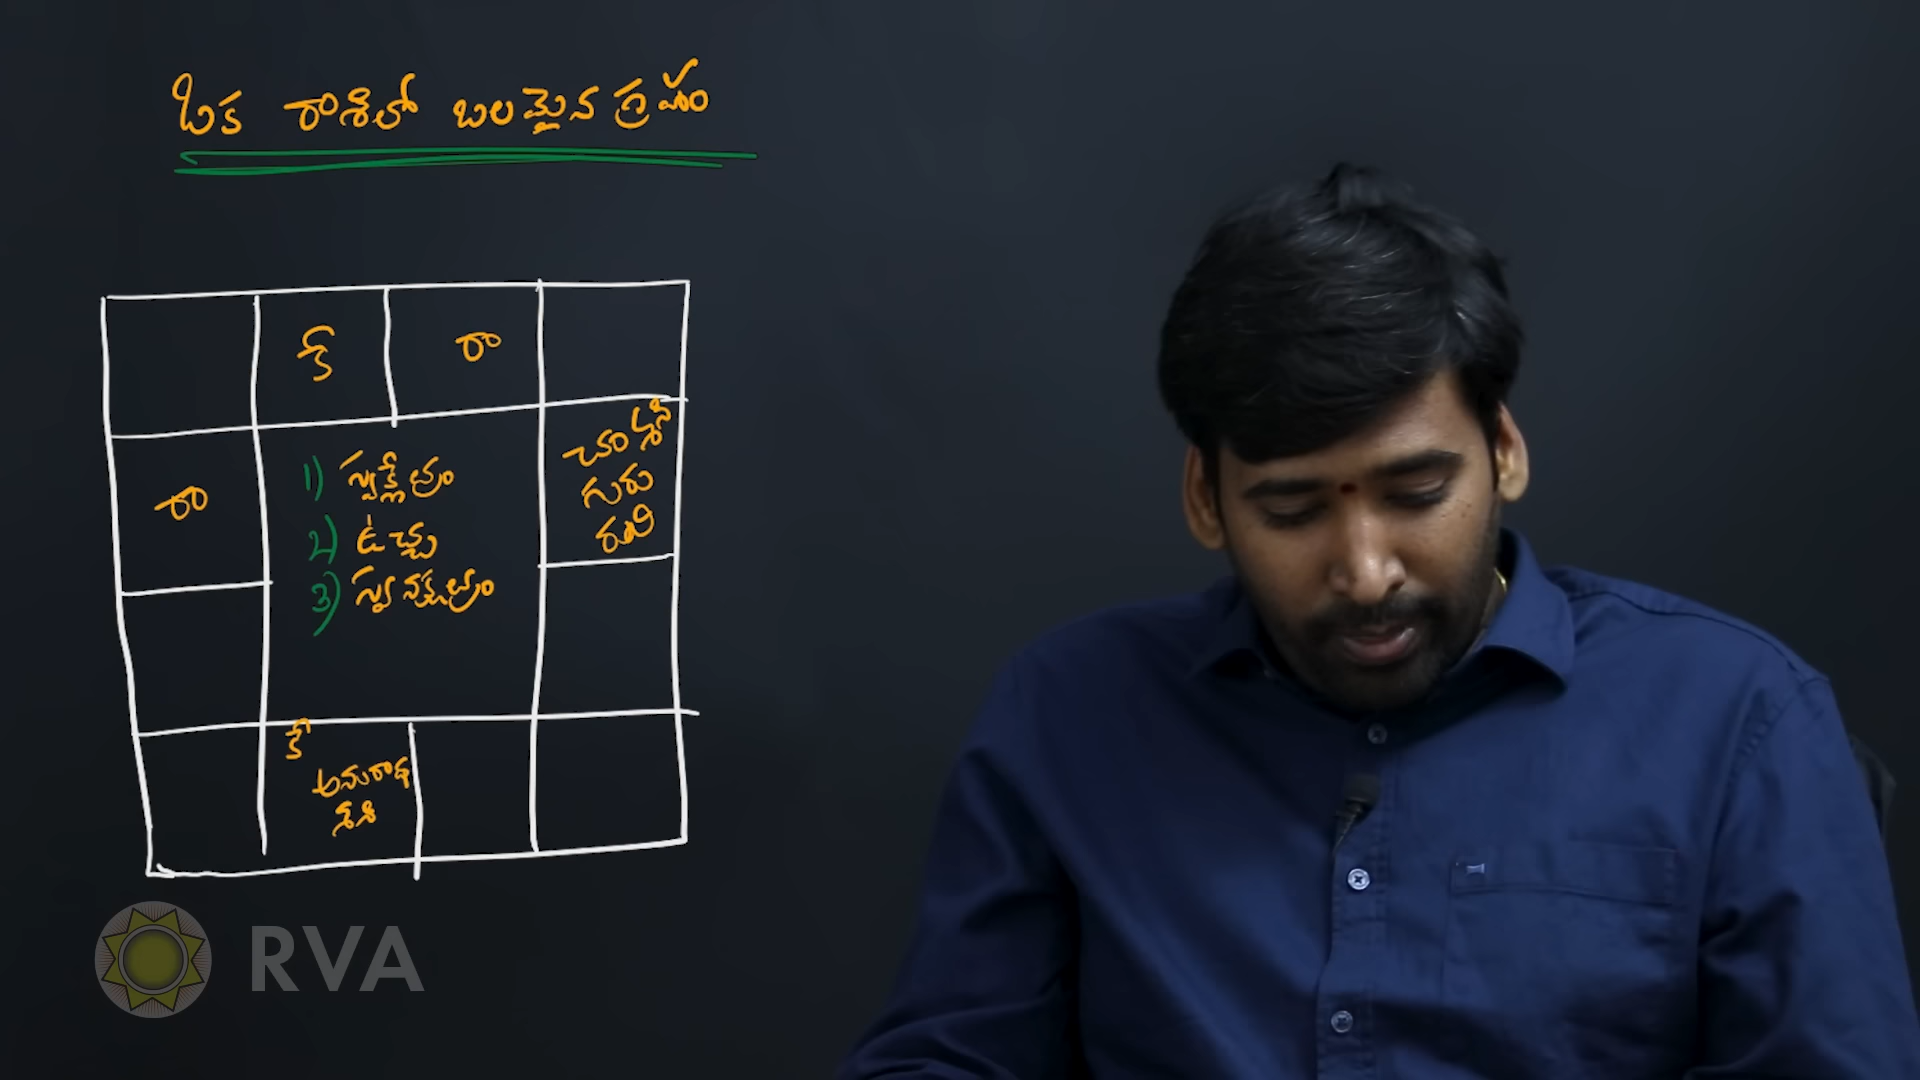 ఒక రాశిలో బలమైన గ్రహం
కే
రా
చం శని
గురు
రవి
రా
1) స్వక్షేత్రం
2) ఉచ్చ
3) స్వ నక్షత్రం
కే
అనురాధ
శని
RVA